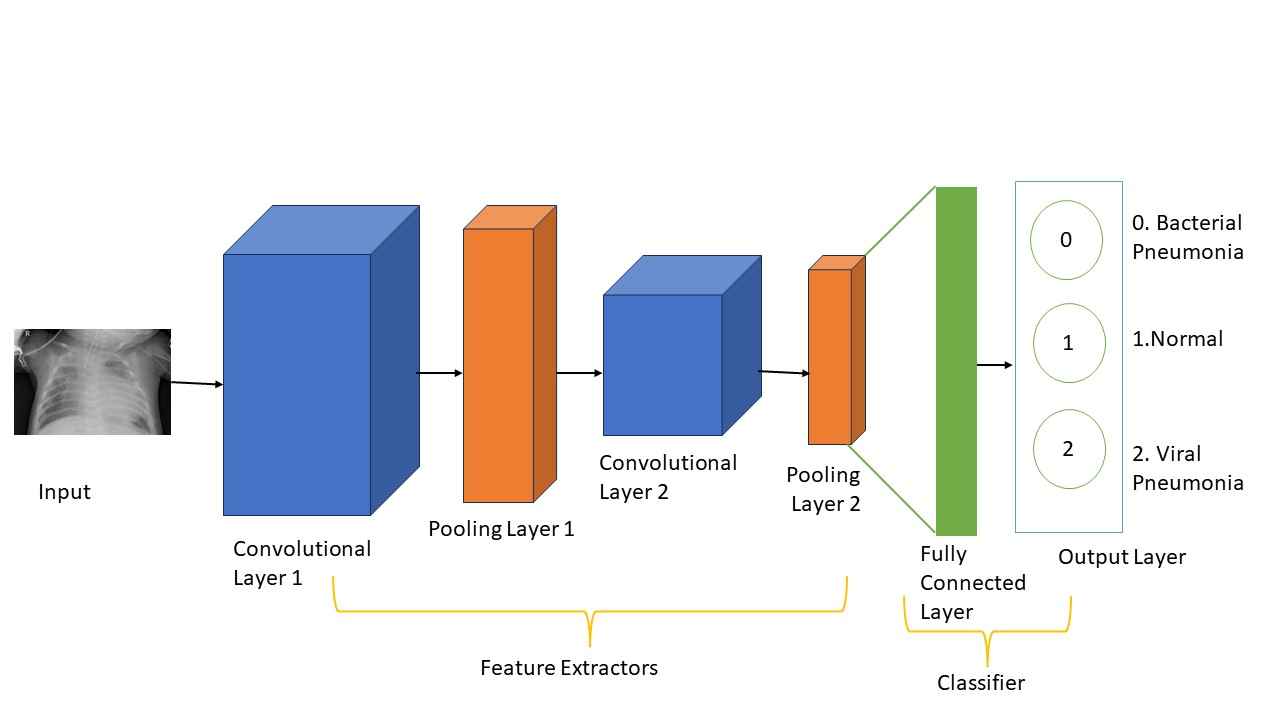 R
Input
Convolutional
Layer 1
Pooling Layer 1
Convolutional
Layer 2
Pooling
Layer 2
Fully
Connected
Layer
0
1
2
0. Bacterial
Pneumonia
1.Normal
2. Viral
Pneumonia
Output Layer
Feature Extractors
Classifier